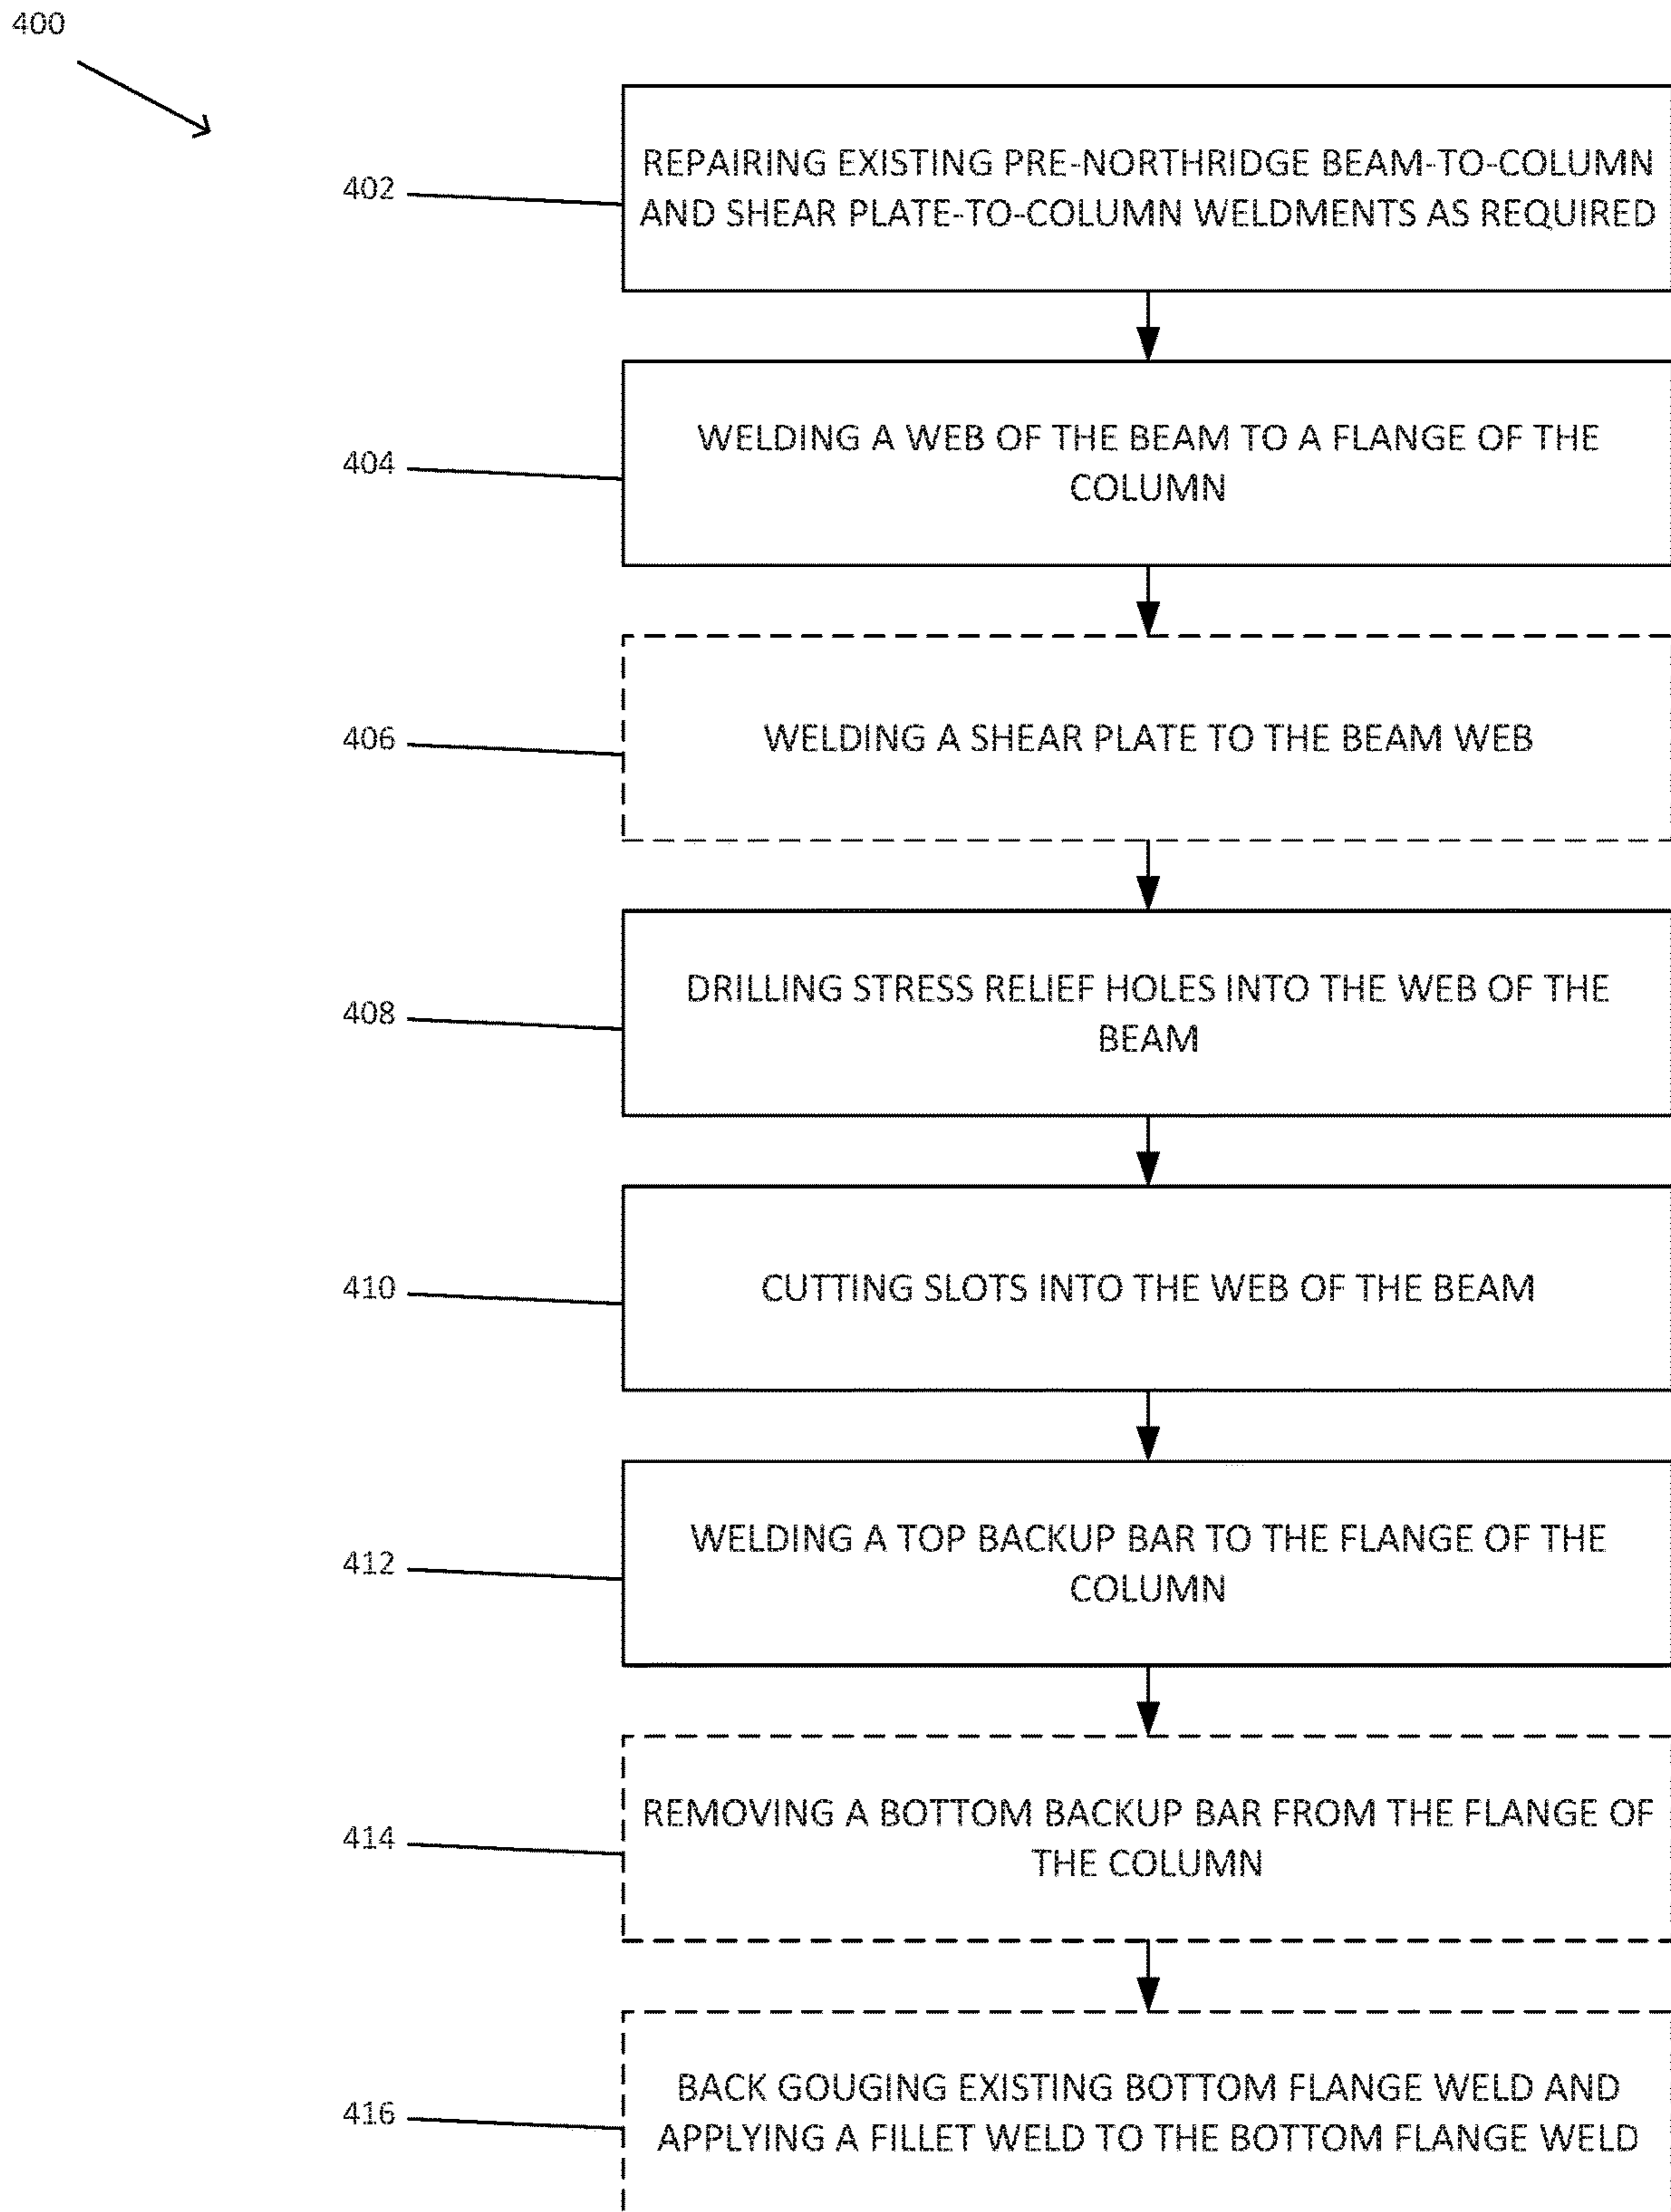 400
402
REPAIRING EXISTING PRE-NORTHRIDGE BEAM-TO-COLUMN
AND SHEAR PLATE-TO-COLUMN WELDMENTS AS REQUIRED
404
WELDING A WEB OF THE BEAM TO A FLANGE OF THE
COLUMN
406
WELDING A SHEAR PLATE TO THE BEAM WEB
408
DRILLING STRESS RELIEF HOLES INTO THE WEB OF THE
BEAM
410
CUTTING SLOTS INTO THE WEB OF THE BEAM
412
WELDING A TOP BACKUP BAR TO THE FLANGE OF THE
COLUMN
414
REMOVING A BOTTOM BACKUP BAR FROM THE FLANGE OF
THE COLUMN
416
BACK GOUGING EXISTING BOTTOM FLANGE WELD AND
APPLYING A FILLET WELD TO THE BOTTOM FLANGE WELD